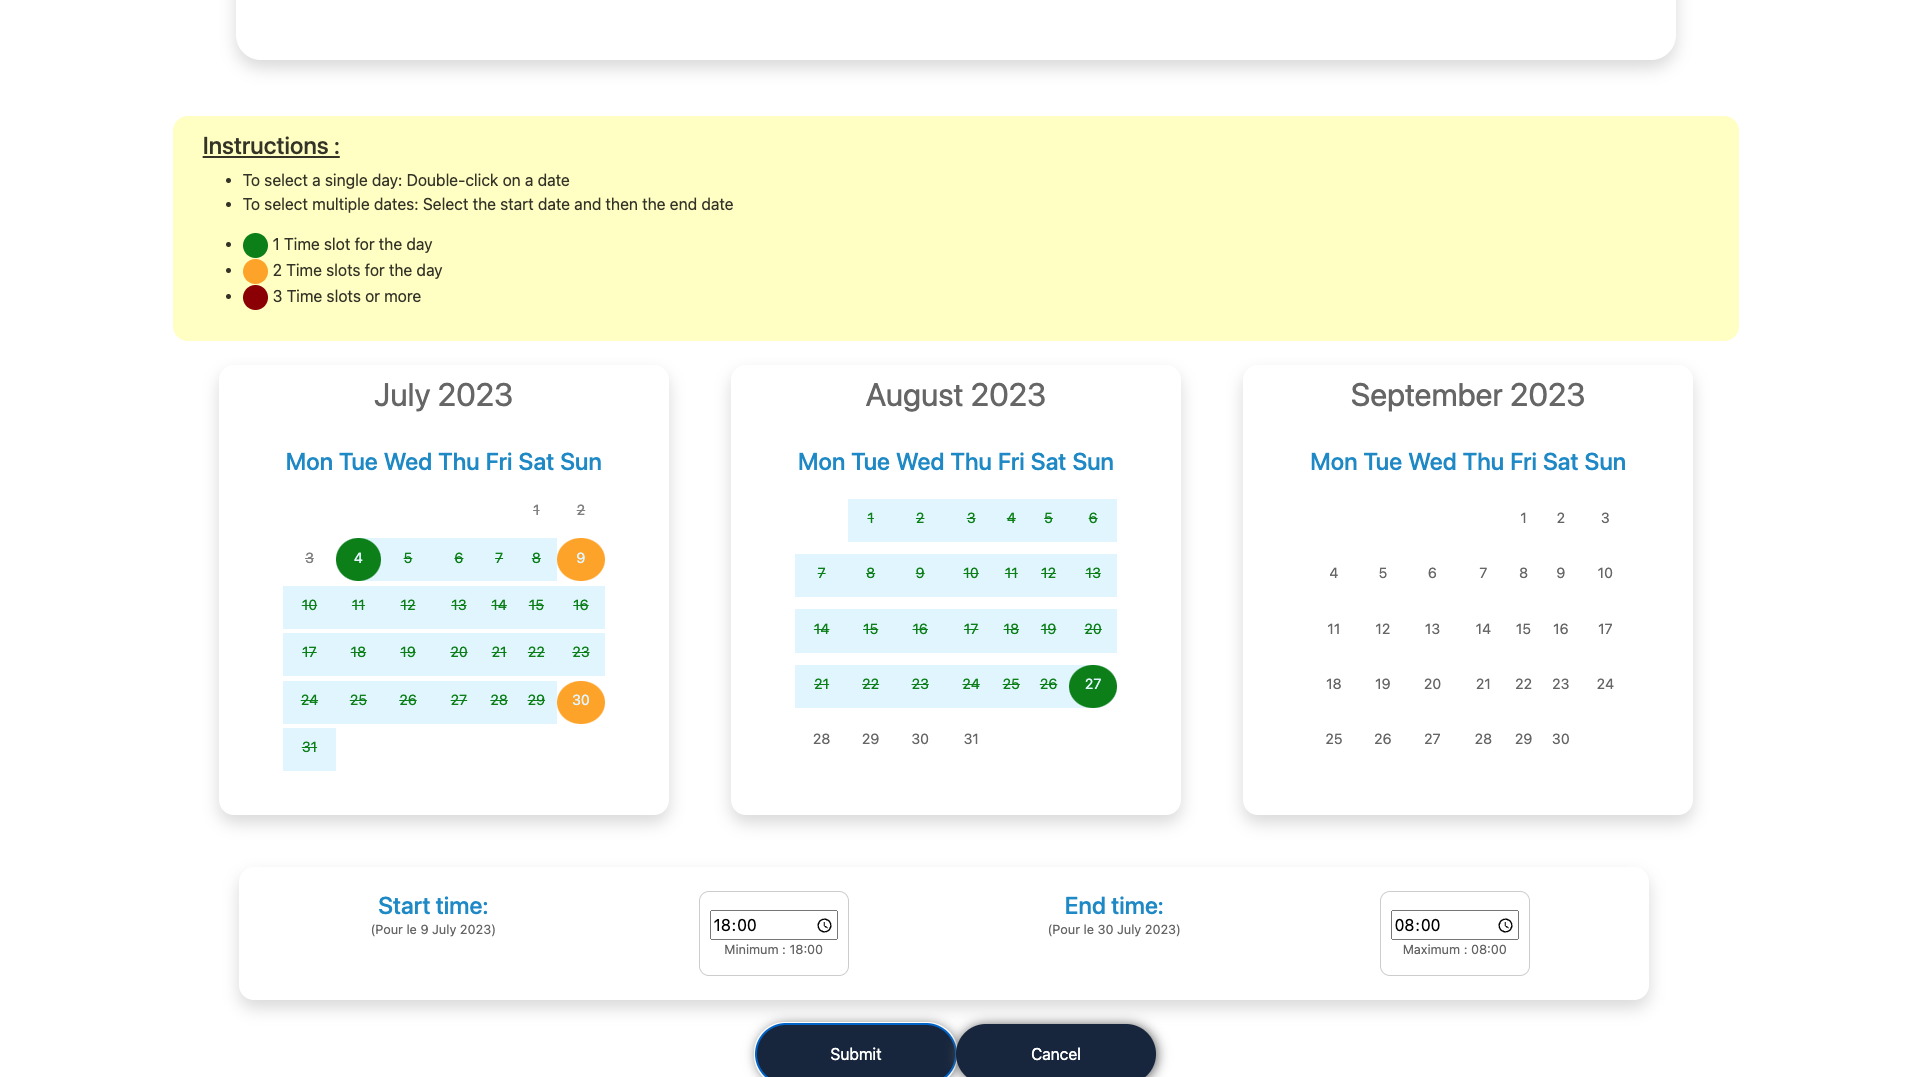 Instructions :
To select a single day: Double-click on a date
To select multiple dates: Select the start date and then the end date
1 Time slot for the day
2 Time slots for the day
3 Time slots or more
July 2023
Mon Tue Wed Thu Fri Sat Sun
1 2
3 4 5 6 7 8 9
10 11 12 13 14 15 16
17 18 19 20 21 22 23
24 25 26 27 28 29 30
31
August 2023
Mon Tue Wed Thu Fri Sat Sun
1 2 3 4 5 6
7 8 9 10 11 12 13
14 15 16 17 18 19 20
21 22 23 24 25 26 27
28 29 30 31
September 2023
Mon Tue Wed Thu Fri Sat Sun
1 2 3
4 5 6 7 8 9 10
11 12 13 14 15 16 17
18 19 20 21 22 23 24
25 26 27 28 29 30
Start time:
(Pour le 9 July 2023)
18:00
Minimum : 18:00
End time:
(Pour le 30 July 2023)
08:00
Maximum : 08:00
Submit
Cancel